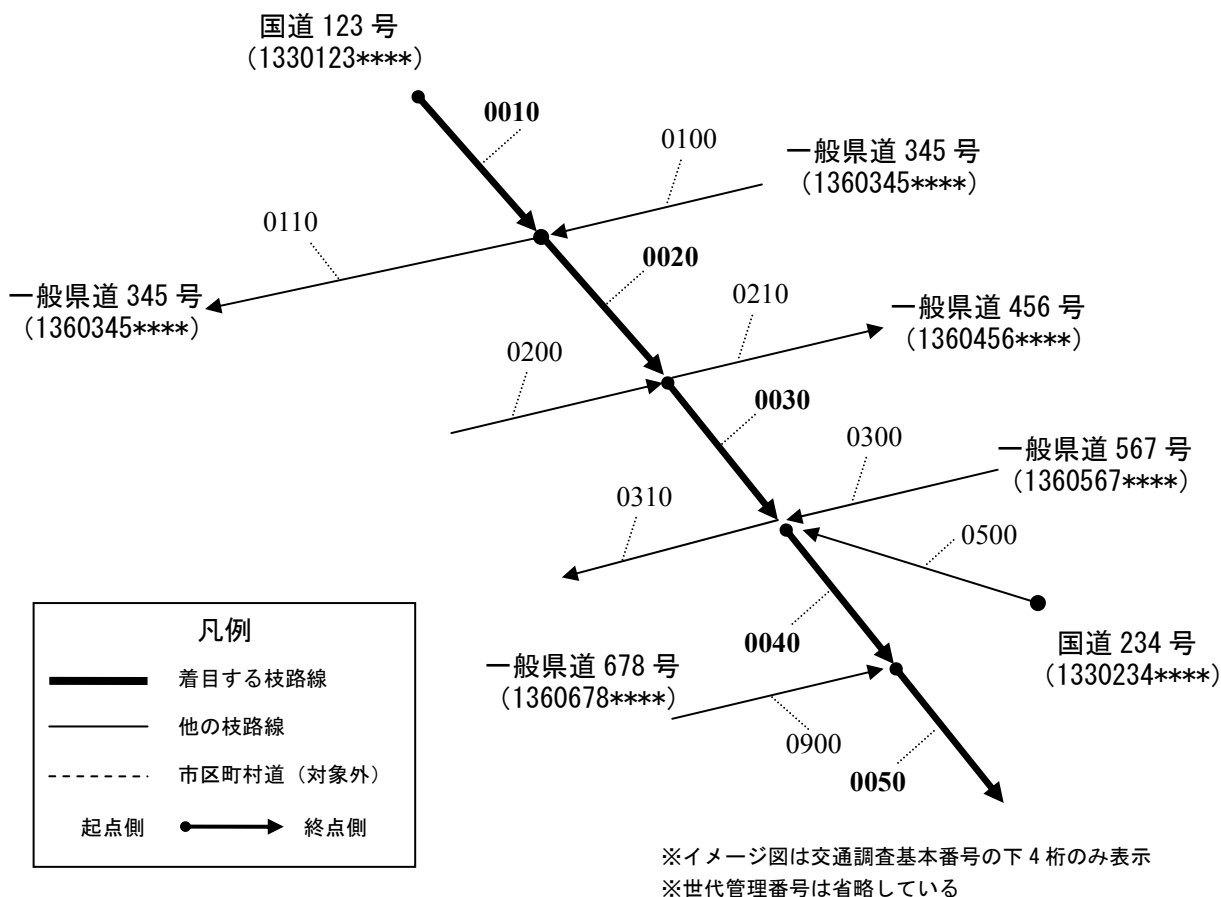 国道 123 号
（1330123****）
0010
0100
一般県道 345 号
（1360345****）
0110
0020
一般県道 345 号
（1360345****）
0210
一般県道 456 号
（1360456****）
0200
0030
0300
一般県道 567 号
（1360567****）
0310
0500
国道 234 号
（1330234****）
0040
一般県道 678 号
（1360678****）
0900
0050
凡例
着目する枝路線
他の枝路線
市区町村道（対象外）
起点側 終点側
※イメージ図は交通調査基本番号の下 4 桁のみ表示
※世代管理番号は省略している